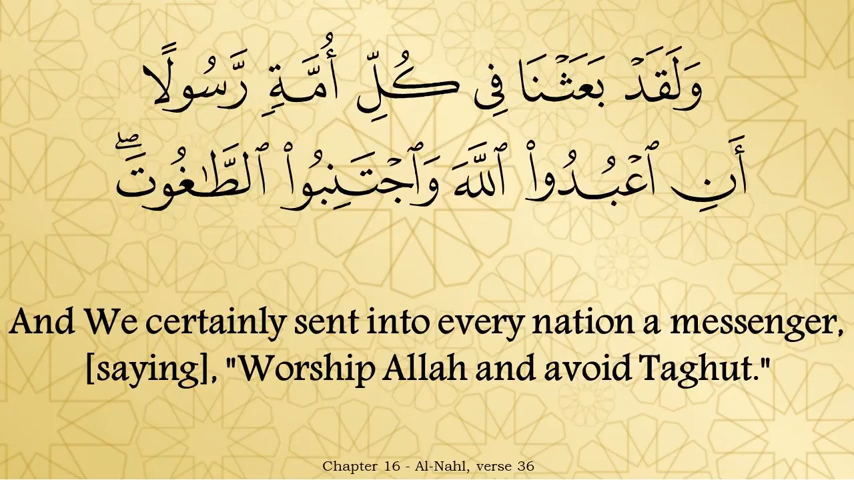 وَلَقَدْ بَعَثْنَا فِى كُلِّ أُمَّةٍ رَّسُولًا
أَنِ ٱعْبُدُوا۟ ٱللَّهَ وَٱجْتَنِبُوا۟ ٱلطَّـٰغُوتَ ۖ
And We certainly sent into every nation a messenger,
[saying], "Worship Allah and avoid Taghut."
Chapter 16 - Al-Nahl, verse 36